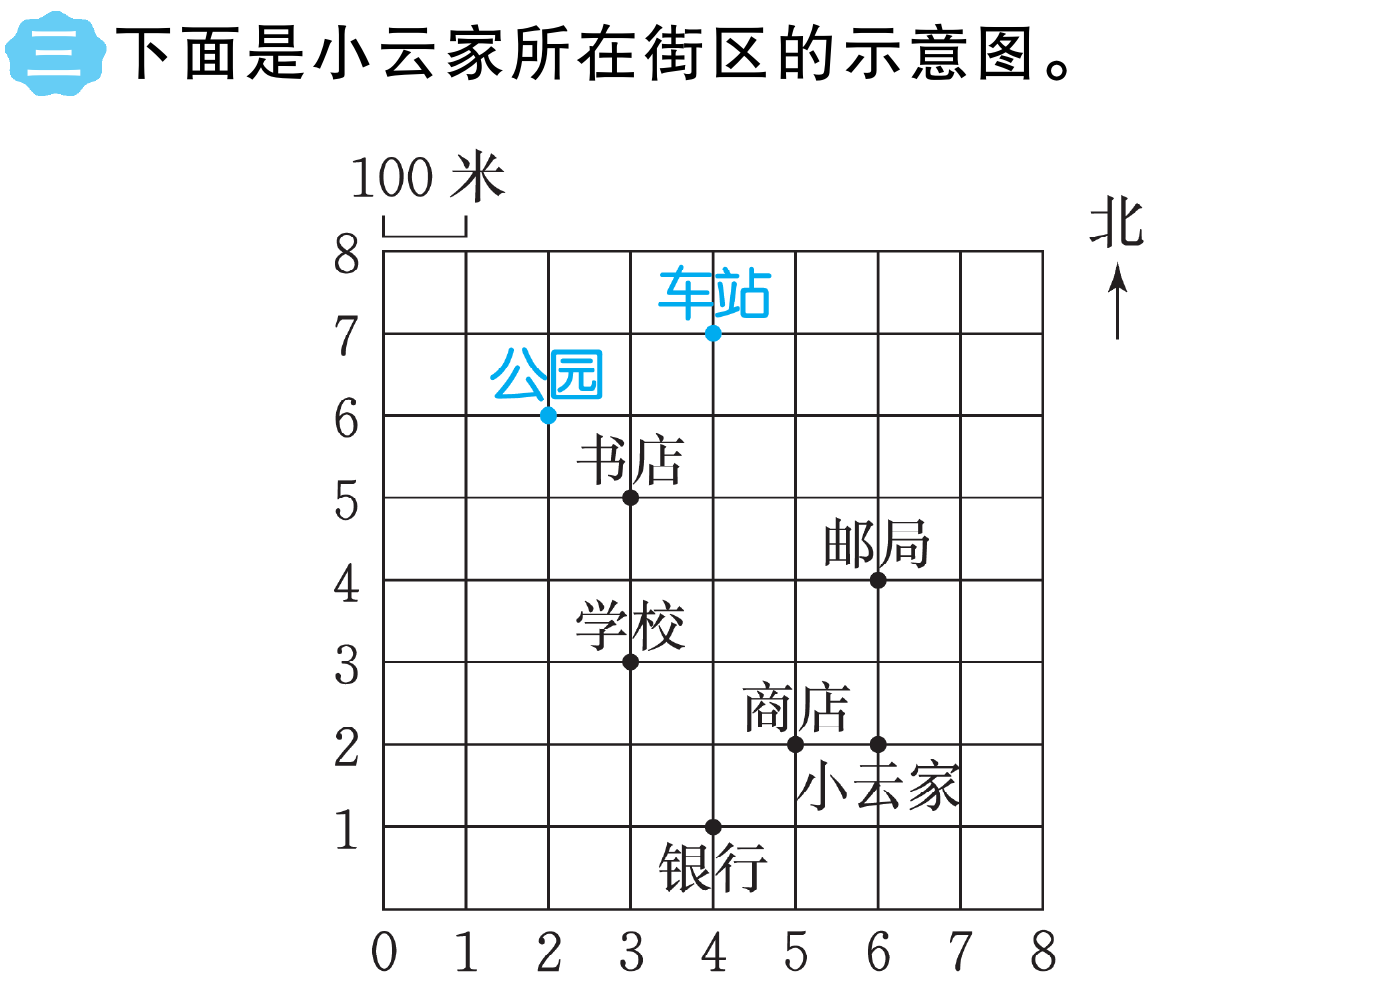 三 下面是小云家所在街区的示意图。
100 米
北
8
车站
7
公园
6
书店
5
邮局
4
学校
3
商店
2
小云家
1
银行
0 1 2 3 4 5 6 7 8